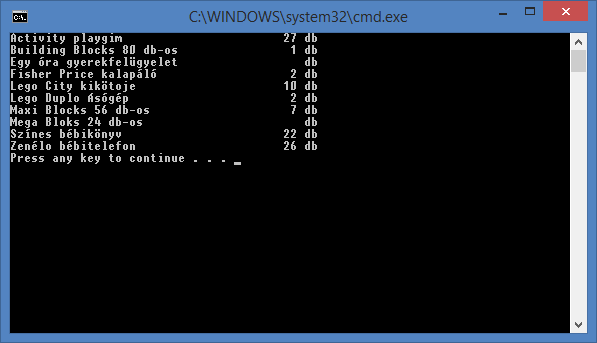 C:\WINDOWS\system32\cmd.exe
Activity playgim 27 db
Building Blocks 80 db-os 1 db
Egy óra gyerekfelügyelet db
Fisher Price kalapáló 2 db
Lego City kikötoje 10 db
Lego Duplo Ásógép 2 db
Maxi Blocks 56 db-os 7 db
Mega Bloks 24 db-os db
Színes bébikönyv 22 db
Zenélo bébitelefon 26 db
Press any key to continue . . . _